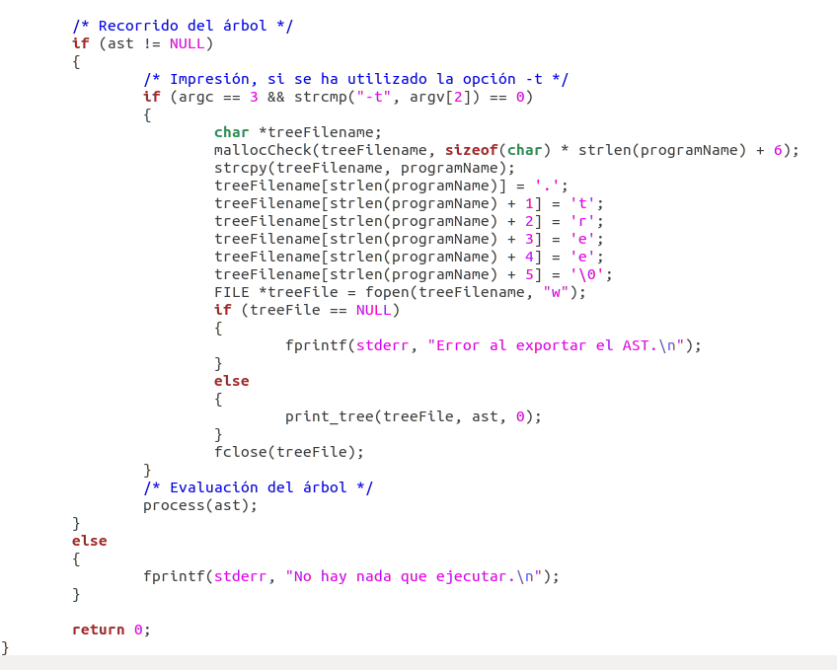 /* Recorrido del árbol */
if (ast != NULL)
{
/* Impresión, si se ha utilizado la opción -t */
if (argc == 3 && strcmp("-t", argv[2]) == 0)
{
char *treeFilename;
mallocCheck(treeFilename, sizeof(char) * strlen(programName) + 6);
strcpy(treeFilename, programName);
treeFilename[strlen(programName)] = '.';
treeFilename[strlen(programName) + 1] = 't';
treeFilename[strlen(programName) + 2] = 'r';
treeFilename[strlen(programName) + 3] = 'e';
treeFilename[strlen(programName) + 4] = 'e';
treeFilename[strlen(programName) + 5] = '\0';
FILE *treeFile = fopen(treeFilename, "w");
if (treeFile == NULL)
{
fprintf(stderr, "Error al exportar el AST.\n");
}
else
{
print_tree(treeFile, ast, 0);
}
fclose(treeFile);
}
/* Evaluación del árbol */
process(ast);
}
else
{
fprintf(stderr, "No hay nada que ejecutar.\n");
}
return 0;
}